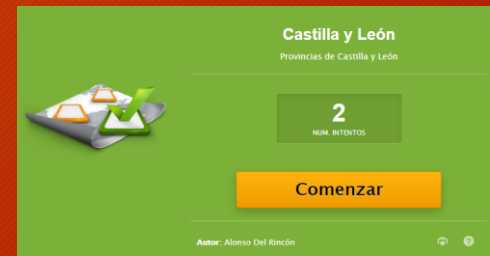 Castilla y León
Provincias de Castilla y León
2
NUM. INTENTOS
Comenzar
Autor: Alonso Del Rincón